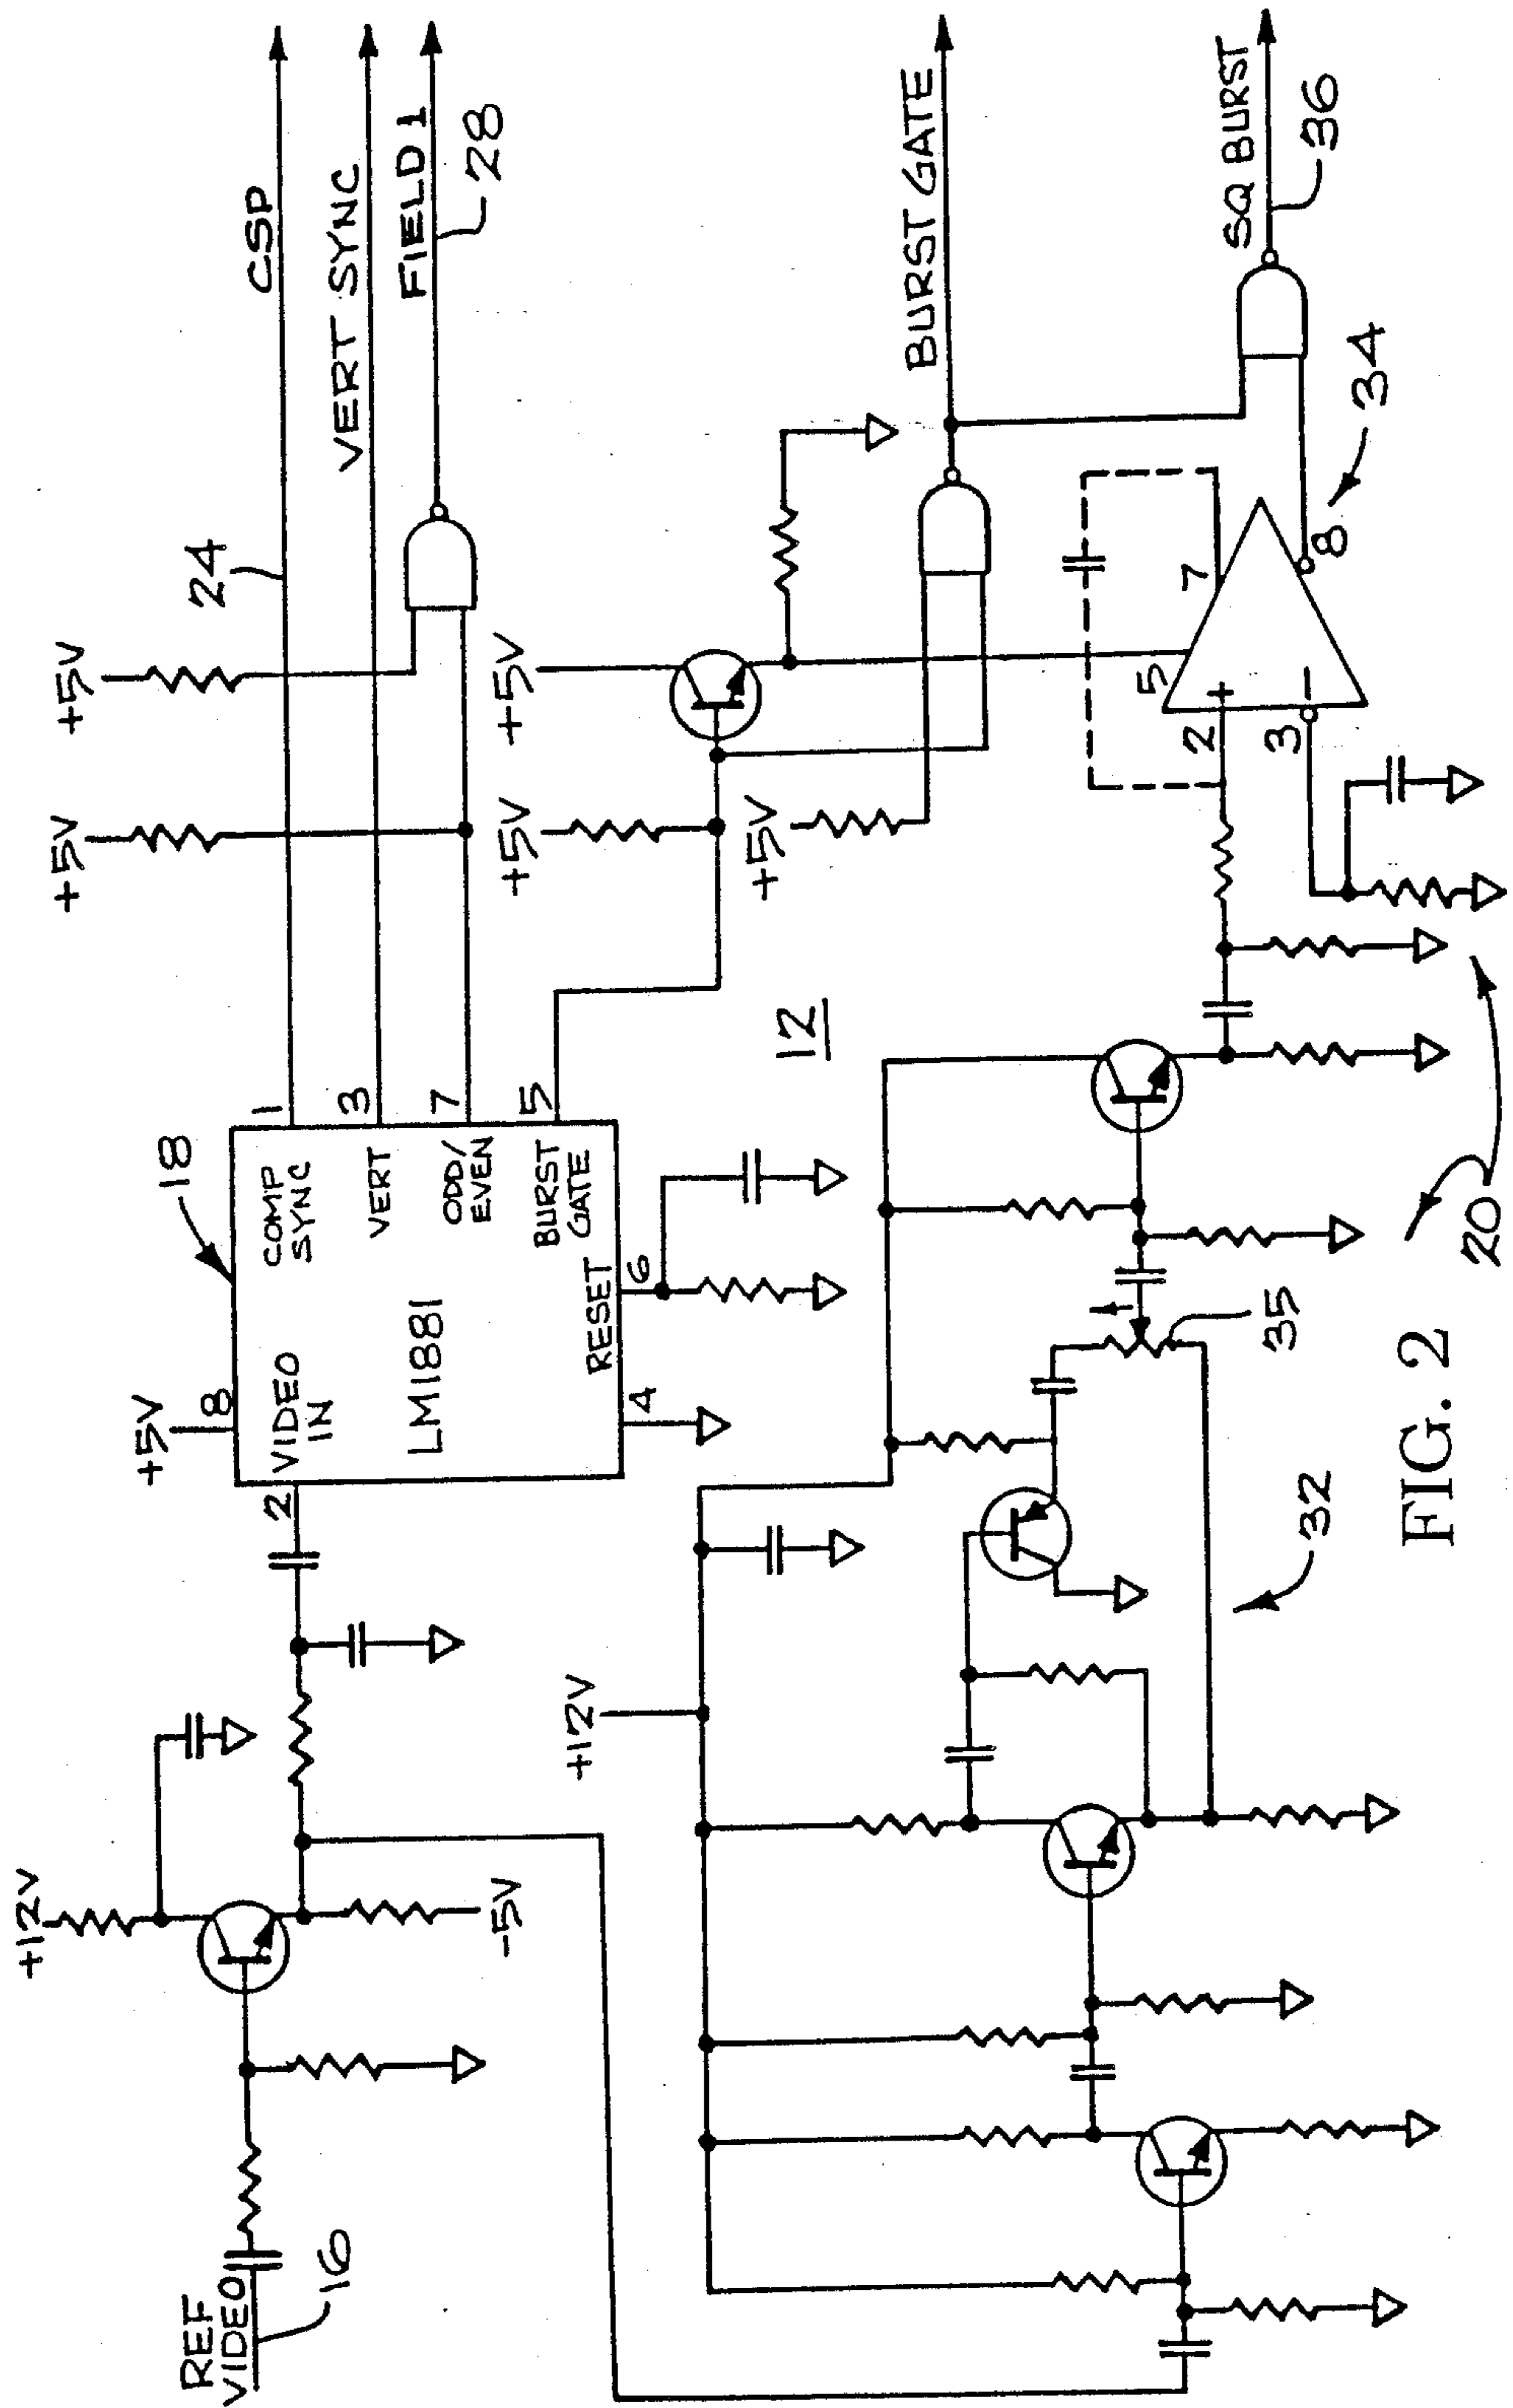 +12V
REF
VIDEO
16
-5V
+5V
8
2
VIDEO
IN
LM1881
18
COMP
SYNC
VERT
ODD/
EVEN
BURST
GATE
RESET
1
3
7
5
6
4
+5V
+5V
24
CSP
VERT SYNC
FIELD 1
28
+5V
+5V
+5V
BURST GATE
12
+12V
32
35
20
2
3
+
-
5
7
8
34
SQ BURST
36
FIG. 2